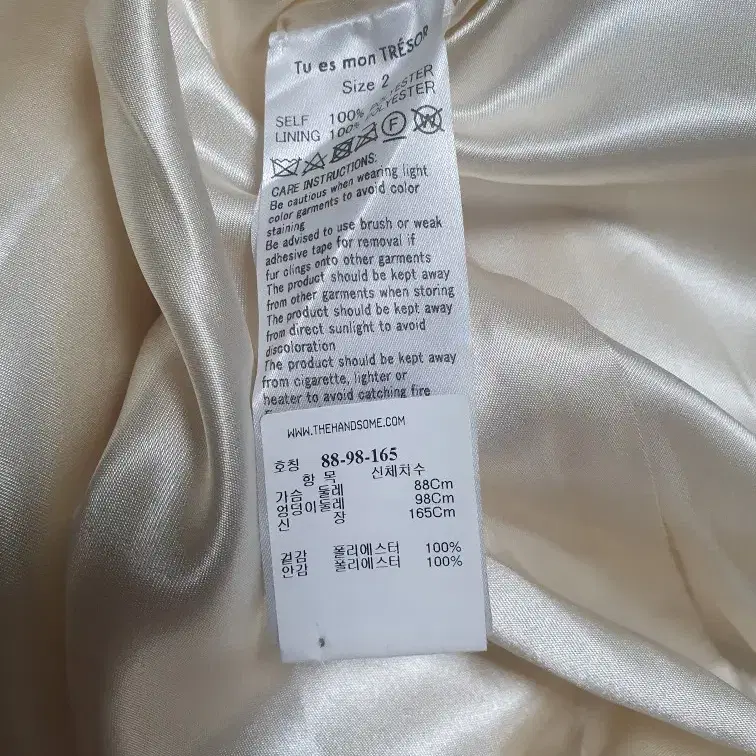 Tu es mon TRÉSOR
Size 2
SELF 100% POLYESTER
LINING 100% POLYESTER
F W
CARE INSTRUCTIONS:
Be cautious when wearing light
color garments to avoid color
staining
Be advised to use brush or weak
adhesive tape for removal if
fur clings onto other garments
The product should be kept away
from other garments when storing
The product should be kept away
from direct sunlight to avoid
discoloration
The product should be kept away
from cigarette, lighter or
heater to avoid catching fire
WWW.THEHANDSOME.COM
호칭 88-98-165
항 목 신체치수
가슴 둘레 88Cm
엉덩이둘레 98Cm
신 장 165Cm
겉감 폴리에스터 100%
안감 폴리에스터 100%